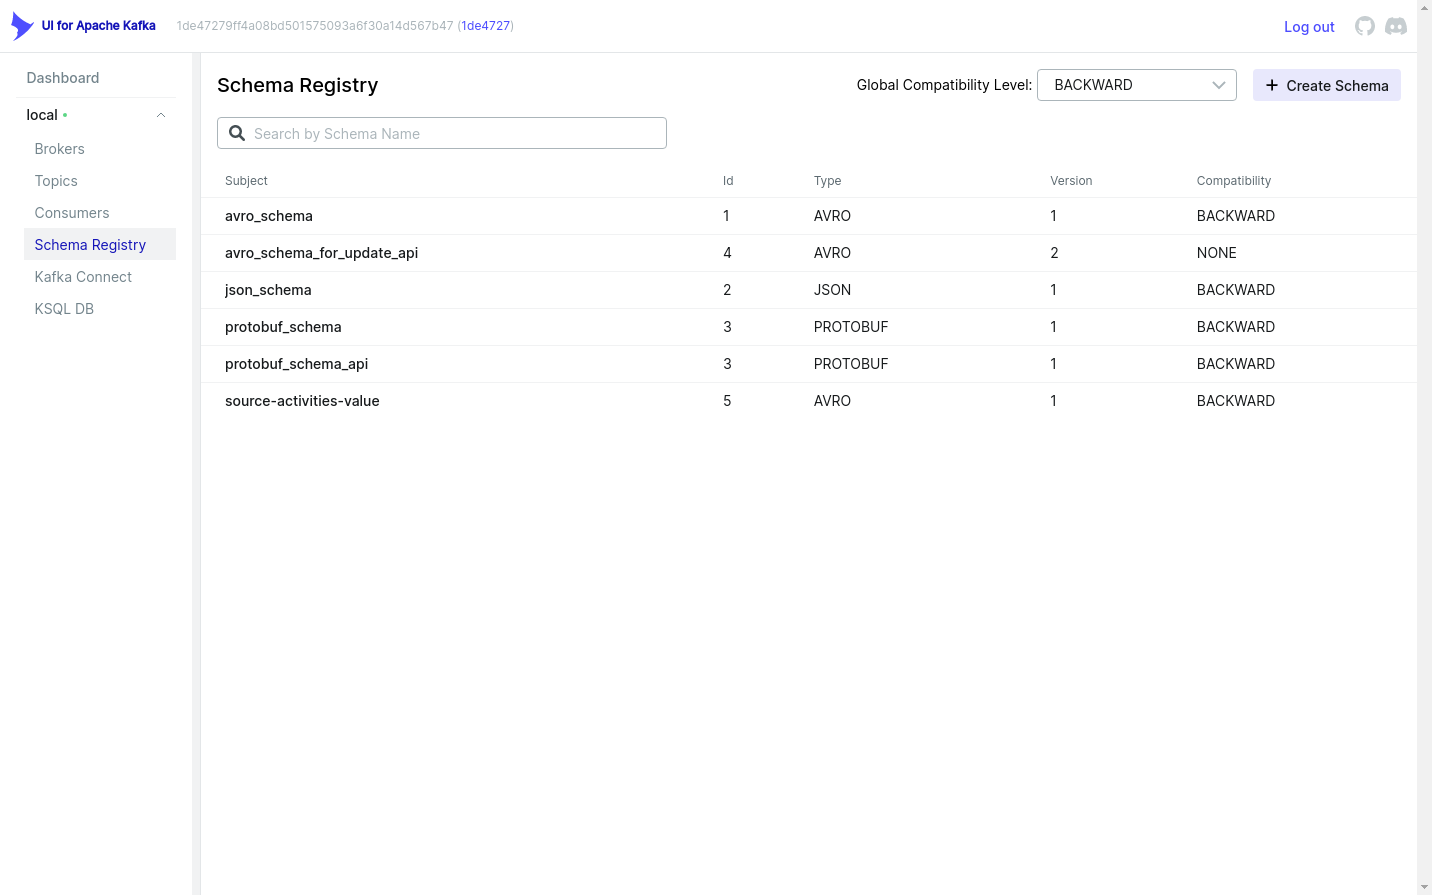 UI for Apache Kafka 1de47279ff4a08bd501575093a6f30a14d567b47 (1de4727) Log out
Dashboard
local
Brokers
Topics
Consumers
Schema Registry
Kafka Connect
KSQL DB
Schema Registry Global Compatibility Level: BACKWARD Create Schema
Search by Schema Name
Subject Id Type Version Compatibility
avro_schema 1 AVRO 1 BACKWARD
avro_schema_for_update_api 4 AVRO 2 NONE
json_schema 2 JSON 1 BACKWARD
protobuf_schema 3 PROTOBUF 1 BACKWARD
protobuf_schema_api 3 PROTOBUF 1 BACKWARD
source-activities-value 5 AVRO 1 BACKWARD